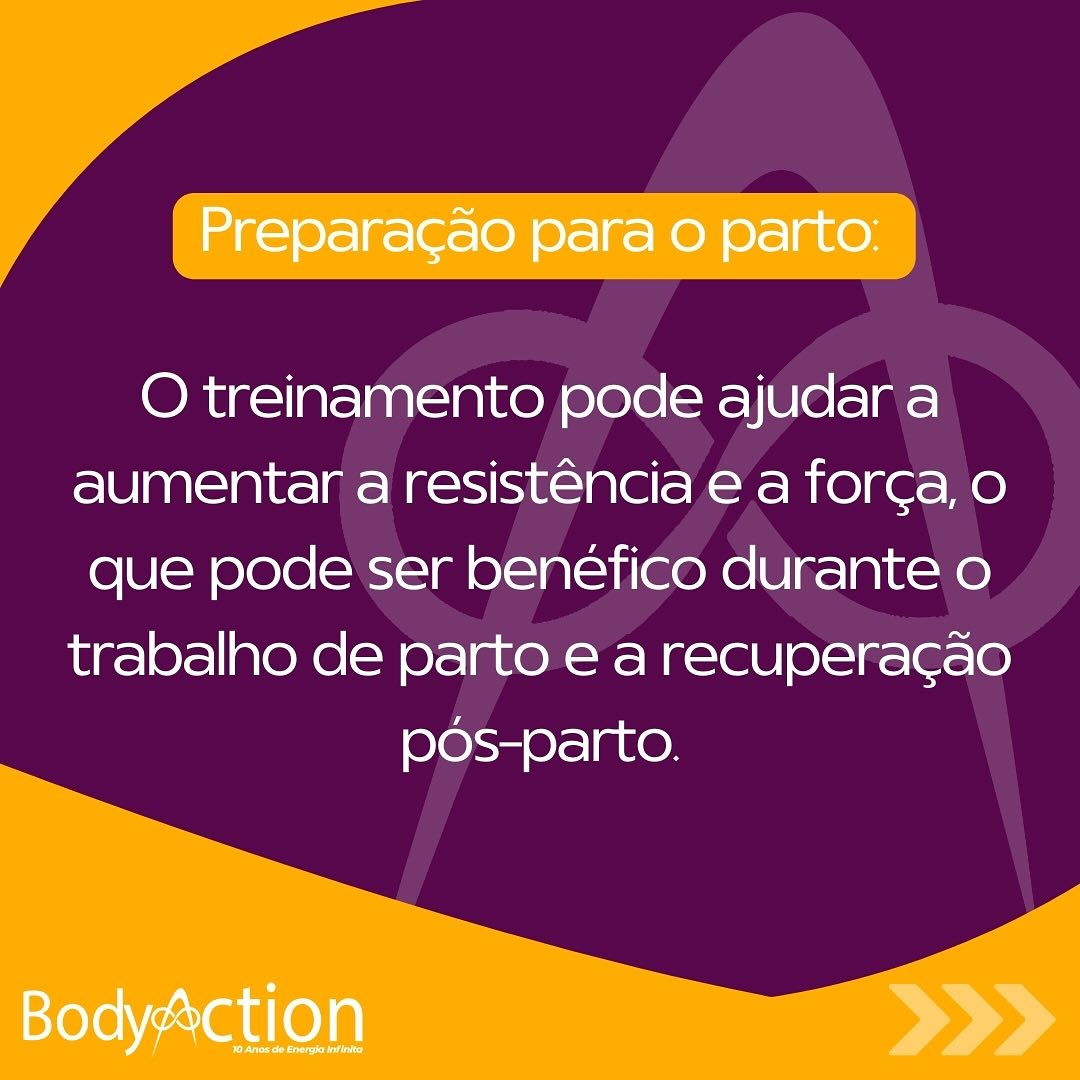 Preparação para o parto:
O treinamento pode ajudar a
aumentar a resistência e a força, o
que pode ser benéfico durante o
trabalho de parto e a recuperação
pós-parto.
BodyAction
10 Anos de Energia Infinita